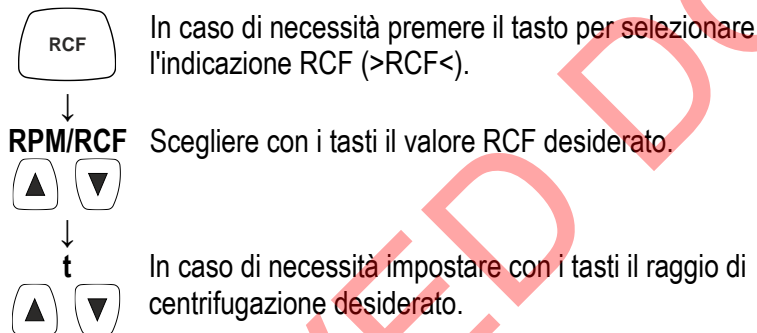 RCF
In caso di necessità premere il tasto per selezionare
l'indicazione RCF (>RCF<).
↓
RPM/RCF Scegliere con i tasti il valore RCF desiderato.
▲ ▼
↓
t In caso di necessità impostare con i tasti il raggio di
▲ ▼ centrifugazione desiderato.